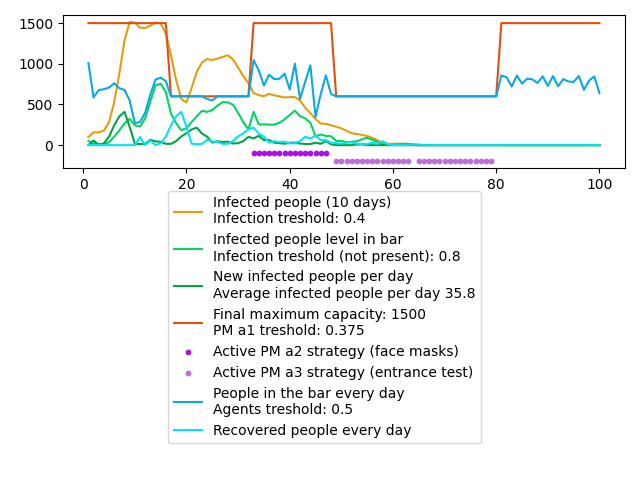 1500
1000
500
0
0 20 40 60 80 100
Infected people (10 days)
Infection treshold: 0.4
Infected people level in bar
Infection treshold (not present): 0.8
New infected people per day
Average infected people per day 35.8
Final maximum capacity: 1500
PM a1 treshold: 0.375
Active PM a2 strategy (face masks)
Active PM a3 strategy (entrance test)
People in the bar every day
Agents treshold: 0.5
Recovered people every day